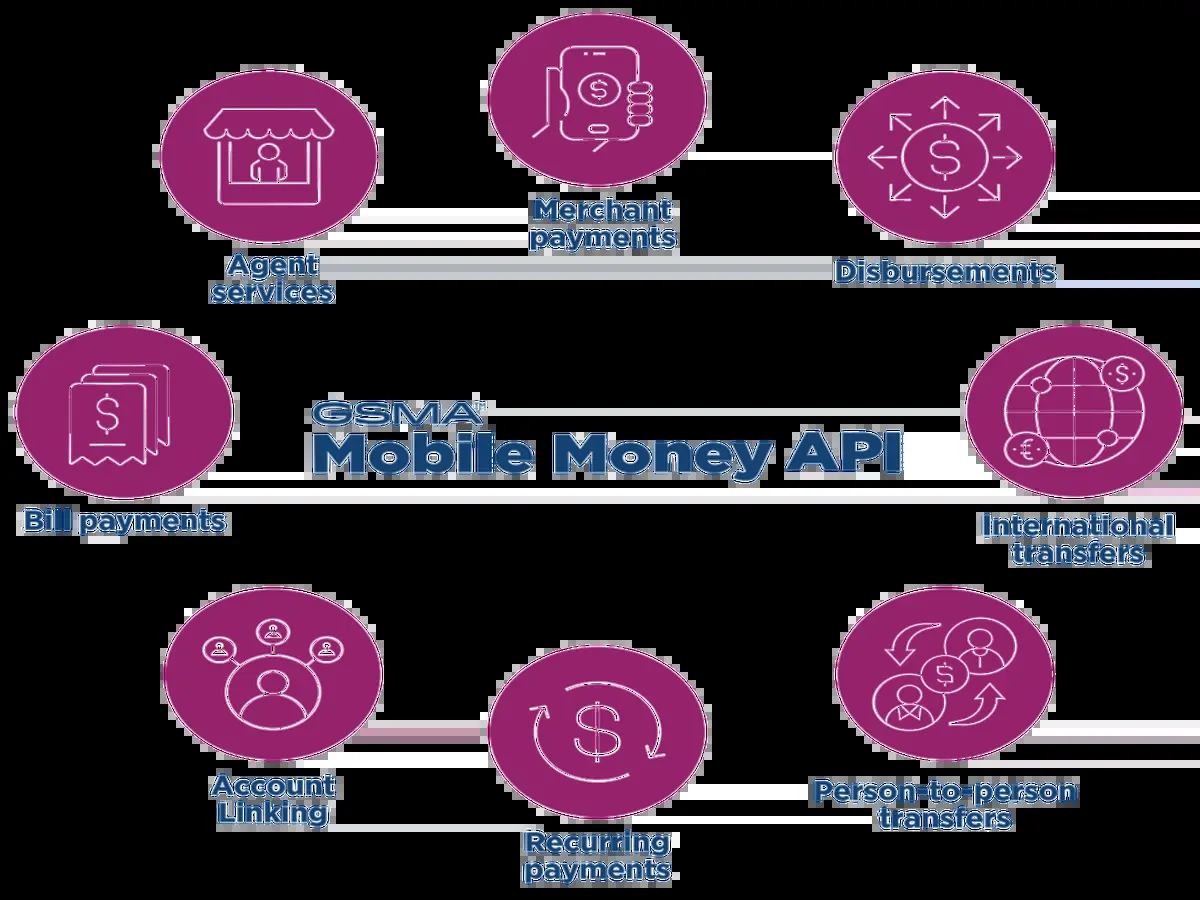 Merchant
payments
Agent
services
Disbursements
GSMA™
Mobile Money API
Bill payments
International
transfers
Account
Linking
Person-to-person
transfers
Recurring
payments